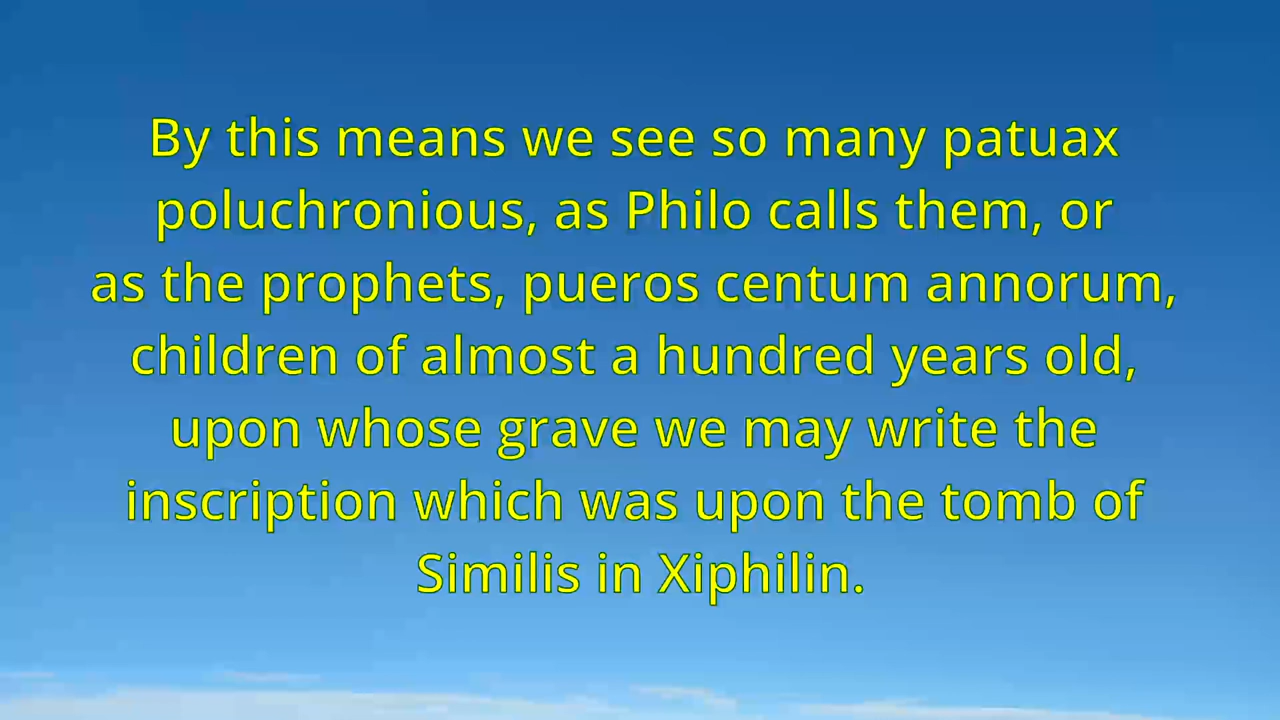 By this means we see so many patuax
poluchronious, as Philo calls them, or
as the prophets, pueros centum annorum,
children of almost a hundred years old,
upon whose grave we may write the
inscription which was upon the tomb of
Similis in Xiphilin.